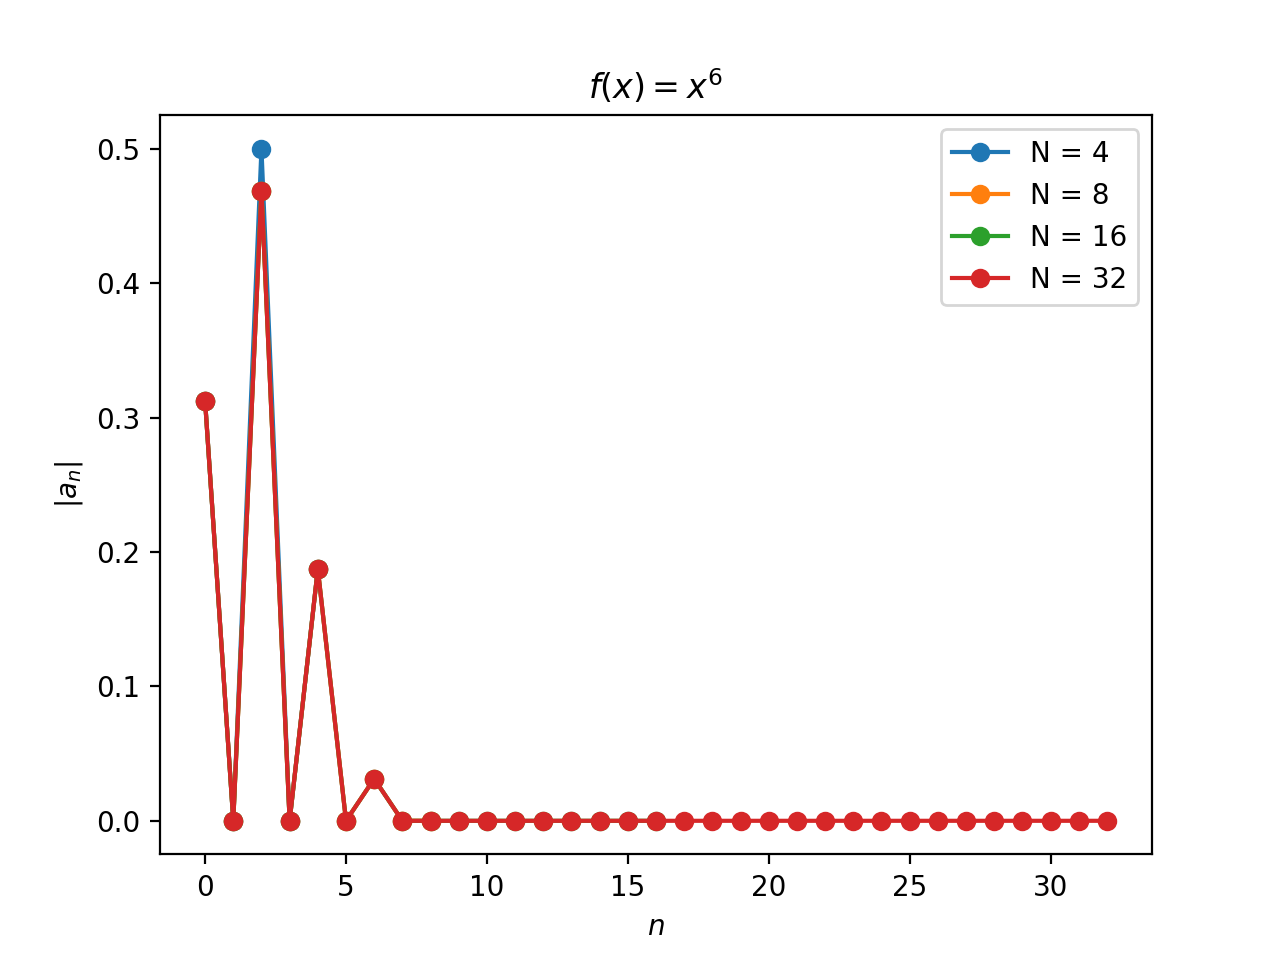 f(x) = x⁶
0.5
0.4
0.3
0.2
0.1
0.0
|aₙ|
N = 4
N = 8
N = 16
N = 32
0 5 10 15 20 25 30
n